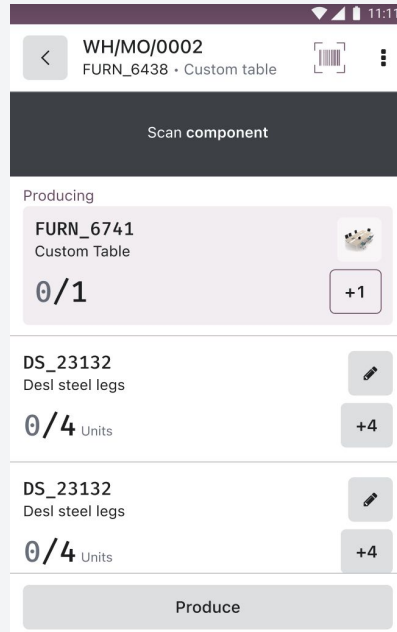 11:11
WH/MO/0002
FURN_6438 · Custom table
Scan component
Producing
FURN_6741
Custom Table
0/1
+1
DS_23132
Desl steel legs
0/4 Units
+4
DS_23132
Desl steel legs
0/4 Units
+4
Produce